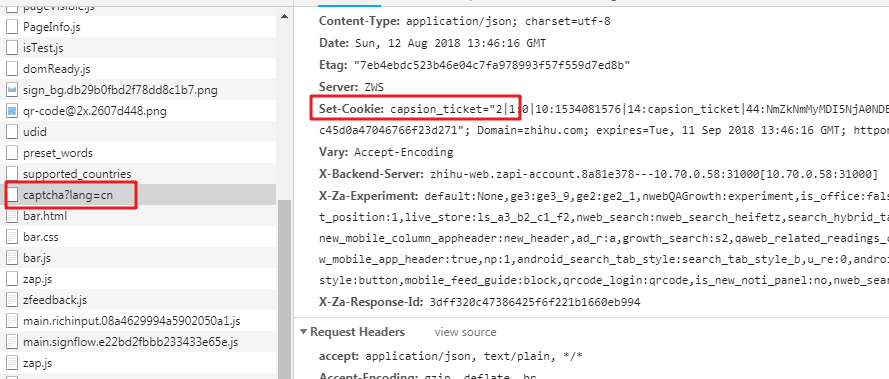 pageVisible.js
PageInfo.js
isTest.js
domReady.js
sign_bg.db29b0fbd2f78dd8c1b7.png
qr-code@2x.2607d448.png
udid
preset_words
supported_countries
captcha?lang=cn
bar.html
bar.css
bar.js
zap.js
zfeedback.js
main.richinput.08a4629994a5902050a1.js
main.signflow.e22bd2fbbb233433e65e.js
zap.js
Content-Type: application/json; charset=utf-8
Date: Sun, 12 Aug 2018 13:46:16 GMT
Etag: "7eb4ebdc523b46e04c7fa978993f57f559d7ed8b"
Server: ZWS
Set-Cookie: capsion_ticket="2|1:0|10:1534081576|14:capsion_ticket|44:NmZkNmMyMDI5NjA0NDE
c45d0a47046766f23d271"; Domain=zhihu.com; expires=Tue, 11 Sep 2018 13:46:16 GMT; httpon
Vary: Accept-Encoding
X-Backend-Server: zhihu-web.zapi-account.8a81e378---10.70.0.58:31000[10.70.0.58:31000]
X-Za-Experiment: default:None,ge3:ge3_9,ge2:ge2_1,nwebQAGrowth:experiment,is_office:fals
t_position:1,live_store:ls_a3_b2_c1_f2,nweb_search:nweb_search_heifetz,search_hybrid_ta
new_mobile_column_appheader:new_header,ad_r:a,growth_search:s2,qaweb_related_readings_c
w_mobile_app_header:true,np:1,android_search_tab_style:search_tab_style_b,u_re:0,androi
style:button,mobile_feed_guide:block,qrcode_login:qrcode,is_new_noti_panel:no,nweb_sear
X-Za-Response-Id: 3dff320c47386425f6f221b1660eb994
Request Headers view source
accept: application/json, text/plain, */*
Accept-Encoding: gzip, deflate, br